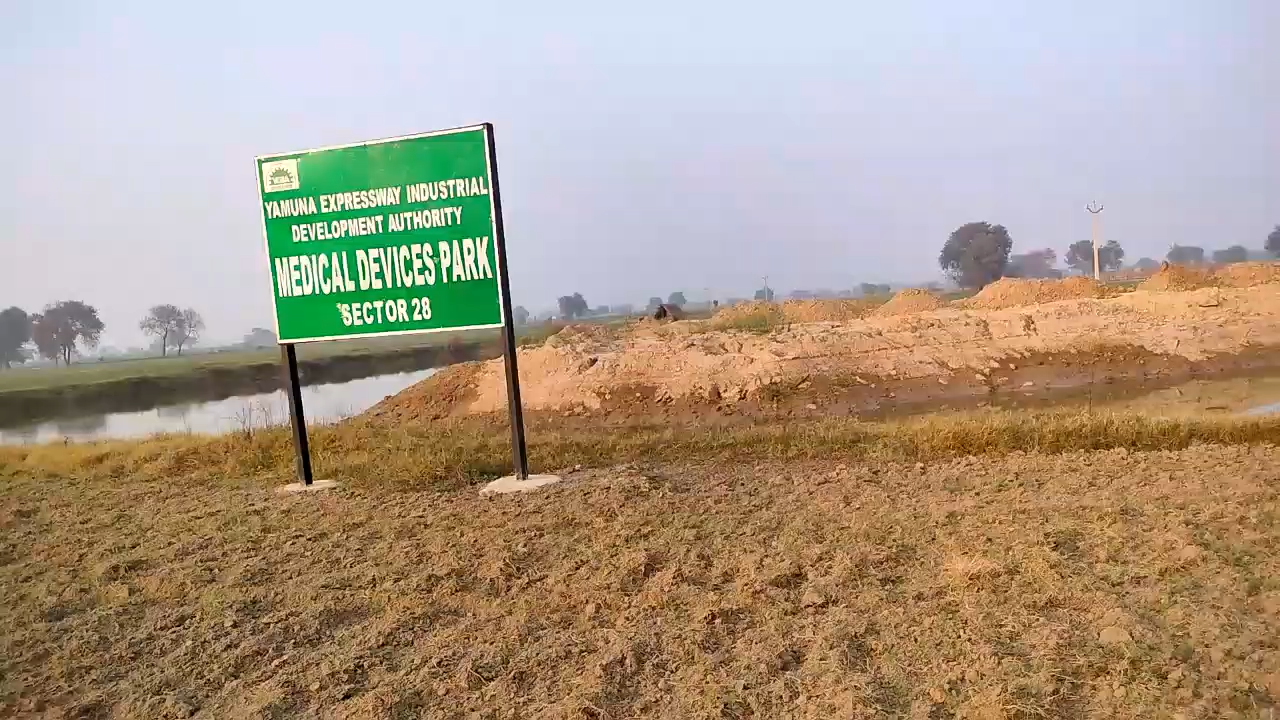 YAMUNA EXPRESSWAY INDUSTRIAL
DEVELOPMENT AUTHORITY
MEDICAL DEVICES PARK
SECTOR 28